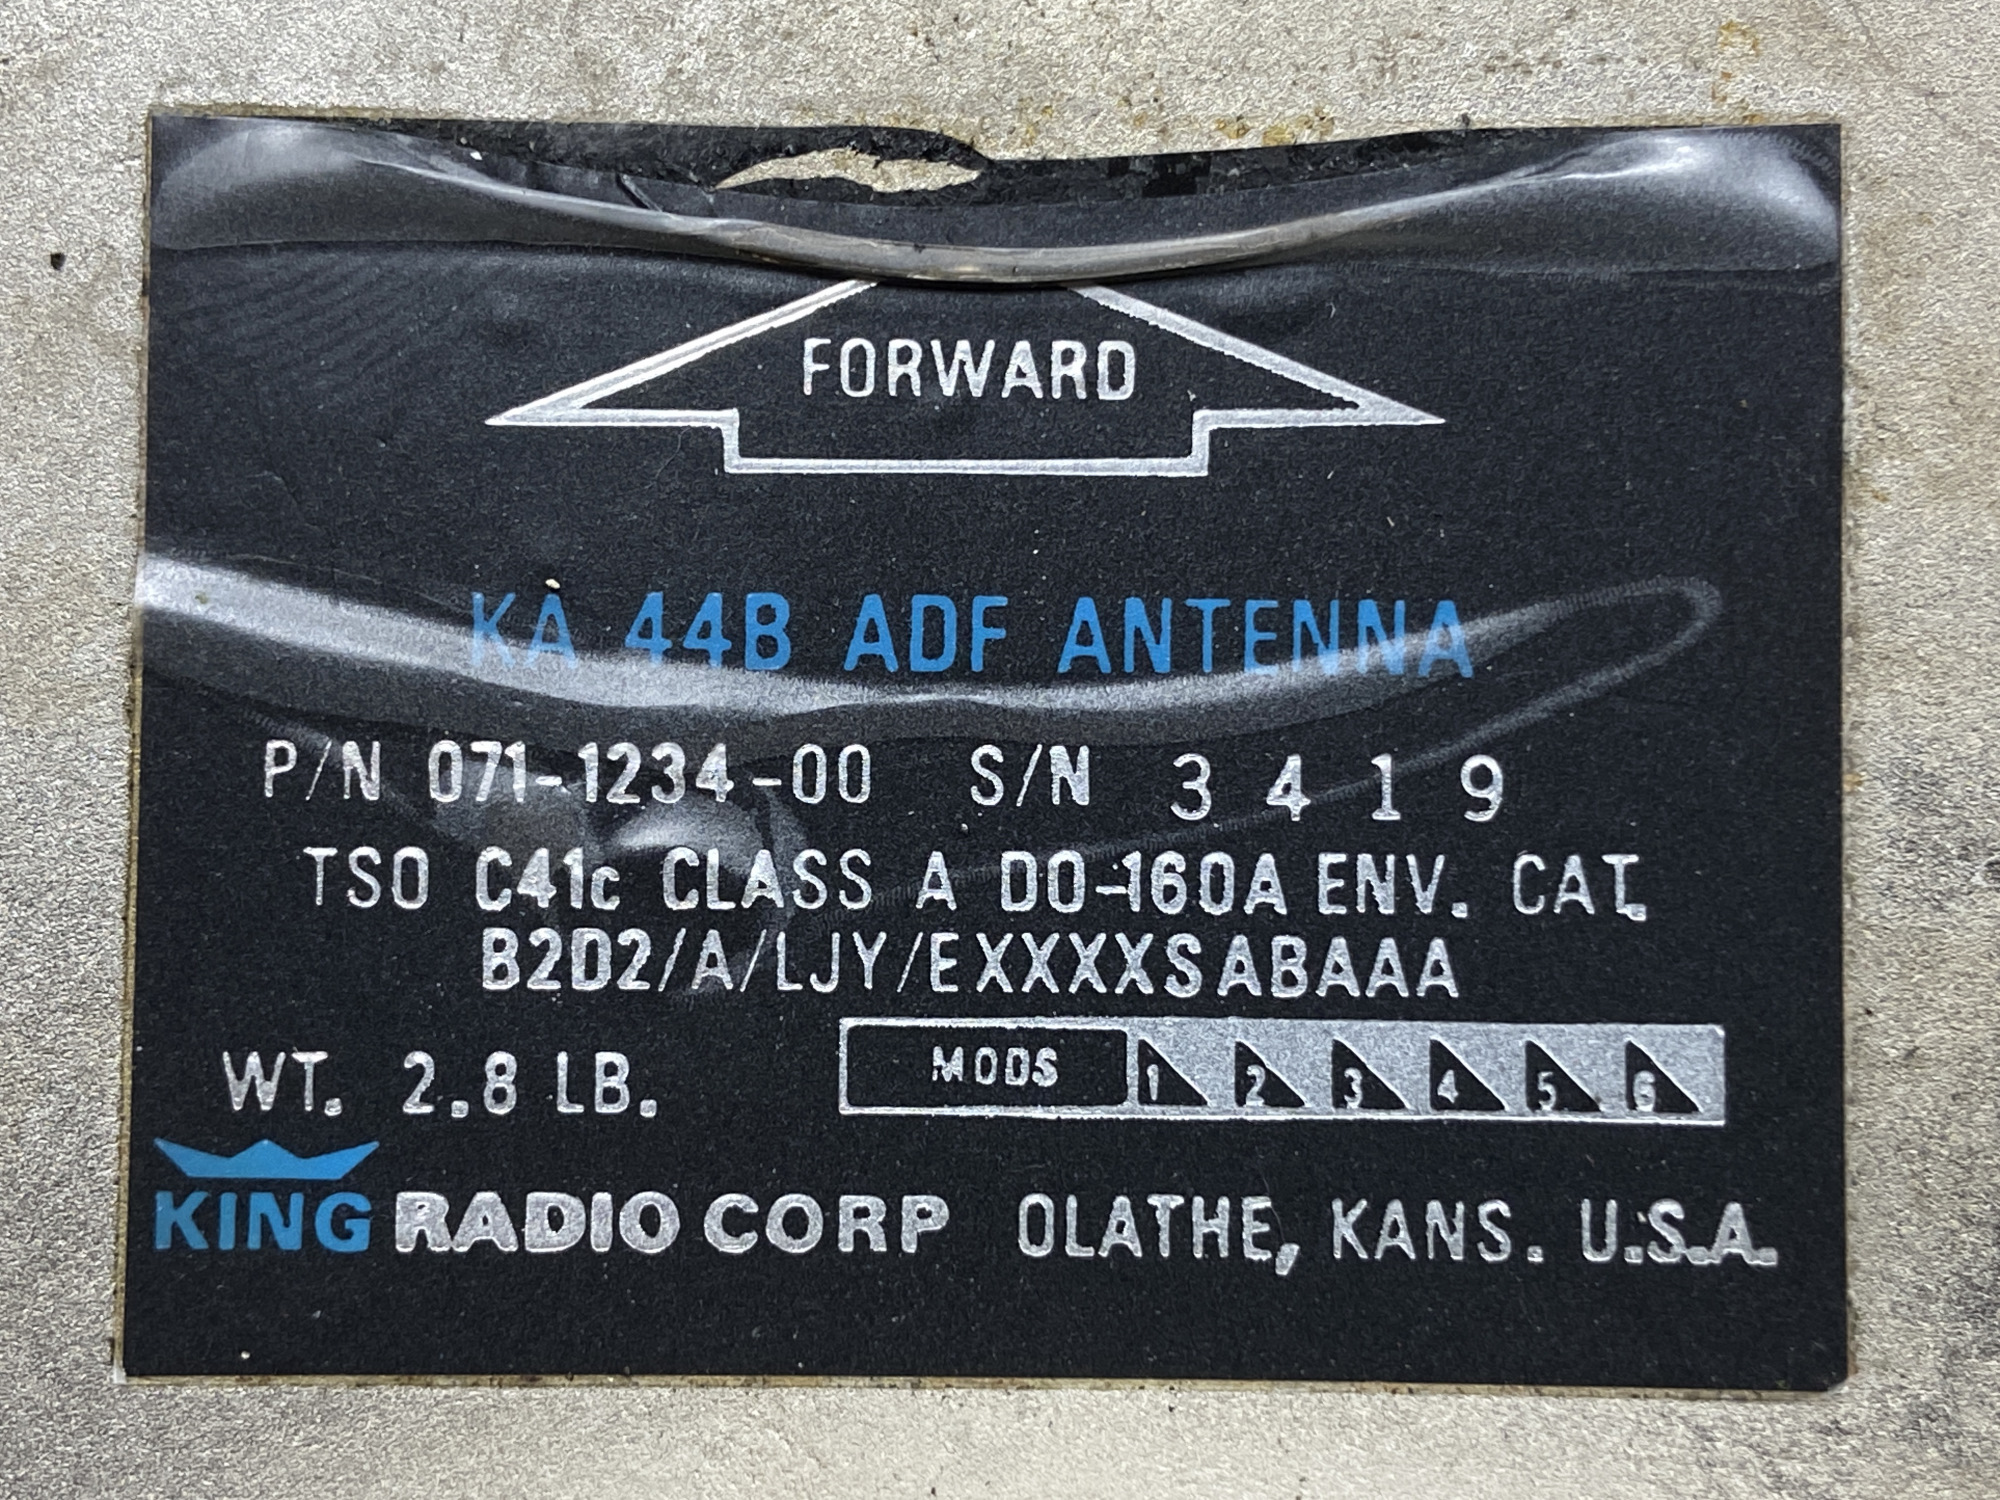 FORWARD
KA 44B ADF ANTENNA
P/N 071-1234-00 S/N 3419
TSO C41c CLASS A DO-160A ENV. CAT.
B2D2/A/LJY/EXXXXSABAAA
WT. 2.8 LB. MODS 1 2 3 4 5 6
KING RADIO CORP OLATHE, KANS. U.S.A.